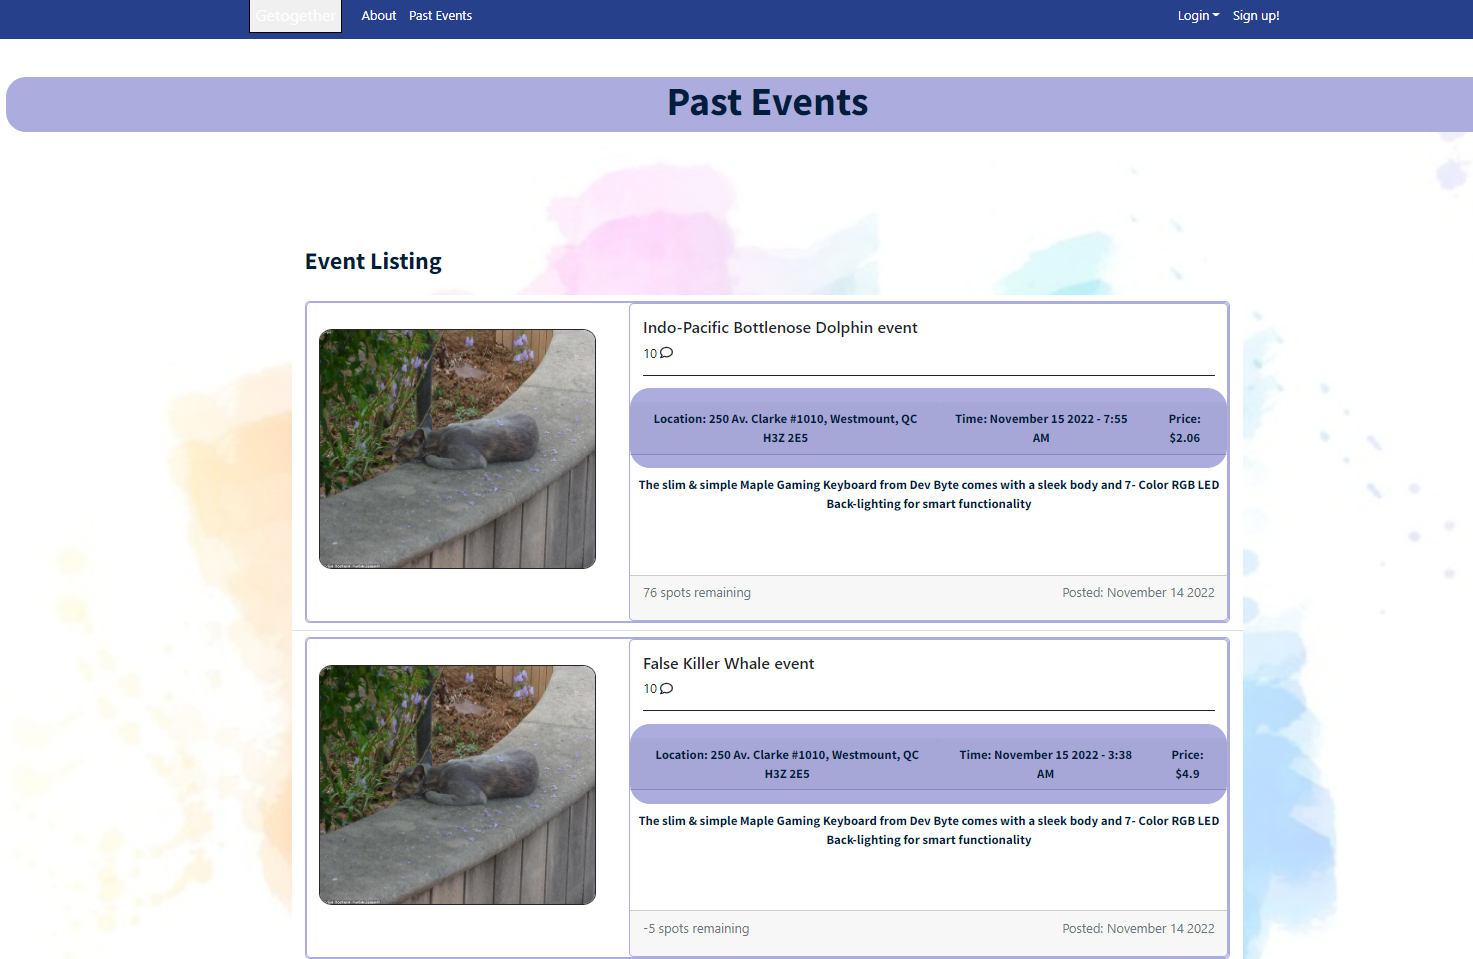 Getogether
About
Past Events
Login
Sign up!
Past Events
Event Listing
Indo-Pacific Bottlenose Dolphin event
10
Location: 250 Av. Clarke #1010, Westmount, QC
H3Z 2E5
Time: November 15 2022 - 7:55
AM
Price:
$2.06
The slim & simple Maple Gaming Keyboard from Dev Byte comes with a sleek body and 7- Color RGB LED
Back-lighting for smart functionality
76 spots remaining
Posted: November 14 2022
False Killer Whale event
10
Location: 250 Av. Clarke #1010, Westmount, QC
H3Z 2E5
Time: November 15 2022 - 3:38
AM
Price:
$4.9
The slim & simple Maple Gaming Keyboard from Dev Byte comes with a sleek body and 7- Color RGB LED
Back-lighting for smart functionality
-5 spots remaining
Posted: November 14 2022